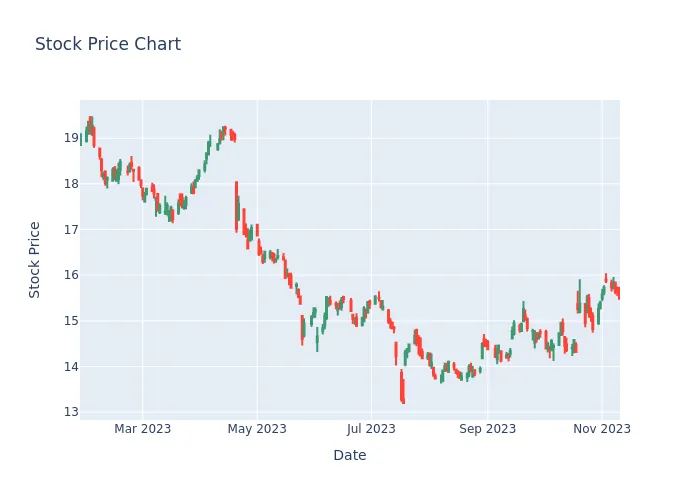 Stock Price Chart
19
18
17
16
15
14
13
Stock Price
Mar 2023
May 2023
Jul 2023
Sep 2023
Nov 2023
Date